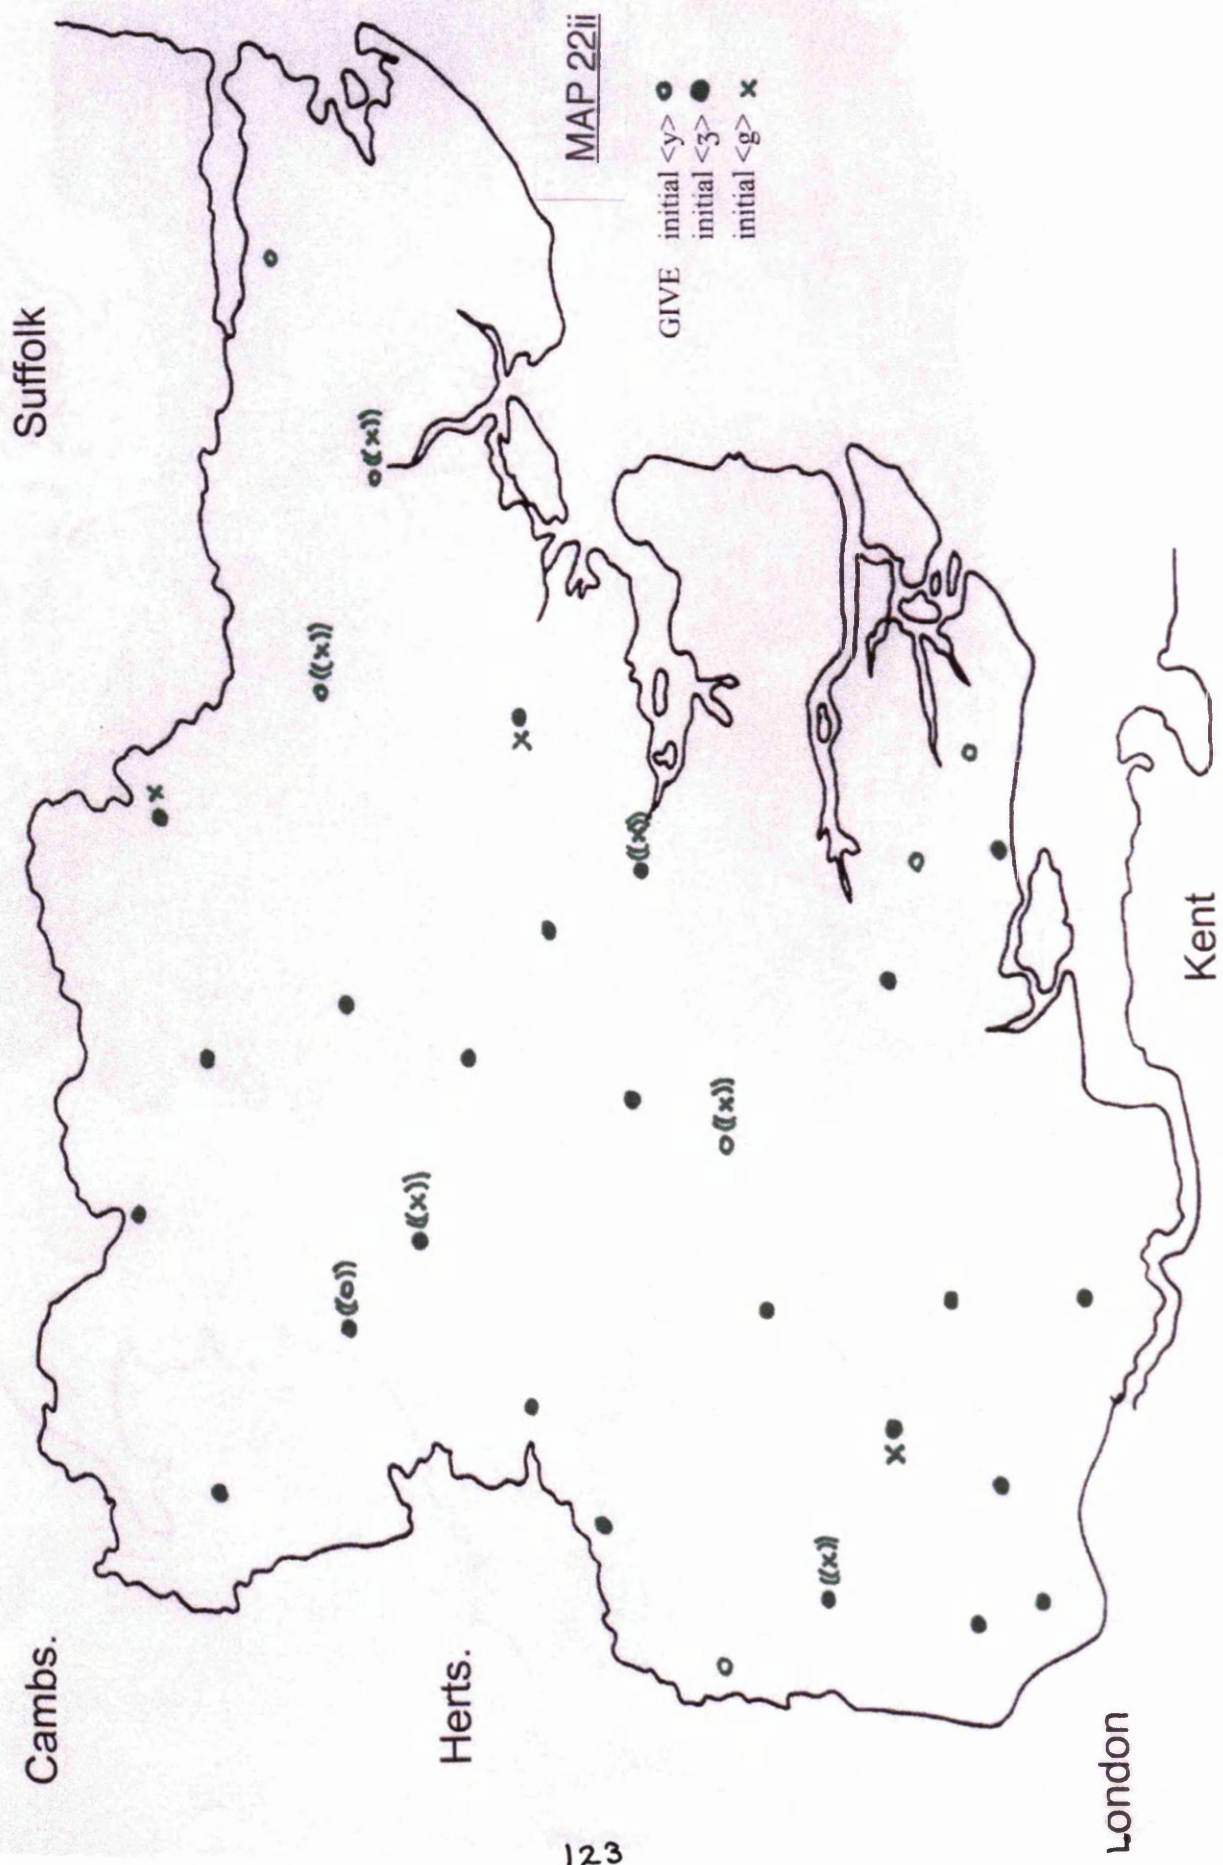 Suffolk
Cambs.
Herts.
London
Kent
MAP 22ii
GIVE initial <y> o
initial <ȝ> ●
initial <g> x
o
o((x))
o((x))
x●
●x
●((x))
o((x))
●((x))
●((o))
x●
●((x))
123